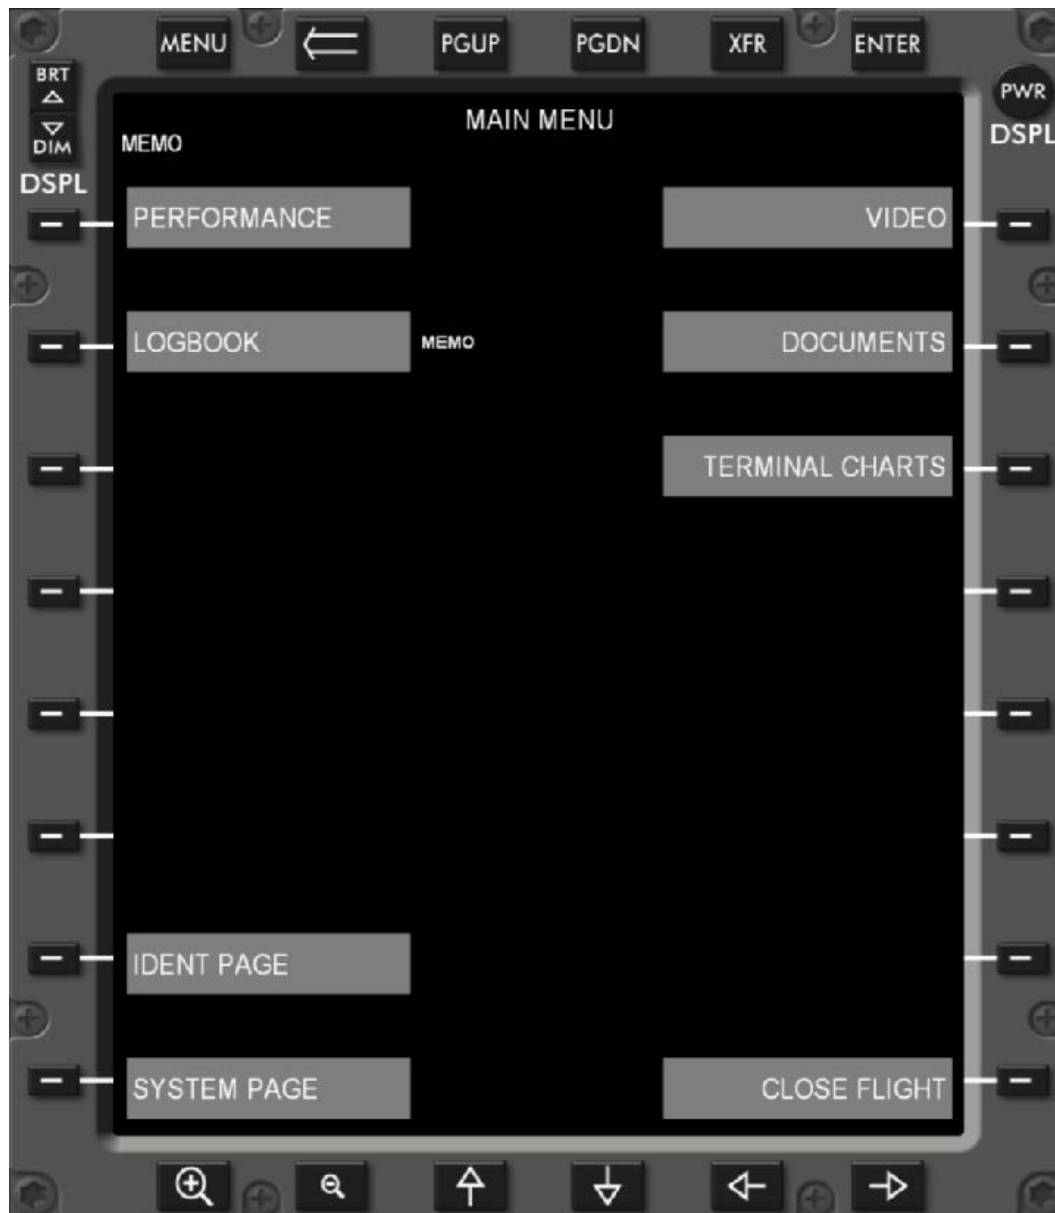 MENU PGUP PGDN XFR ENTER
BRT
DIM
DSPL
PWR
DSPL
MAIN MENU
MEMO
PERFORMANCE VIDEO
LOGBOOK MEMO DOCUMENTS
TERMINAL CHARTS
IDENT PAGE
SYSTEM PAGE CLOSE FLIGHT